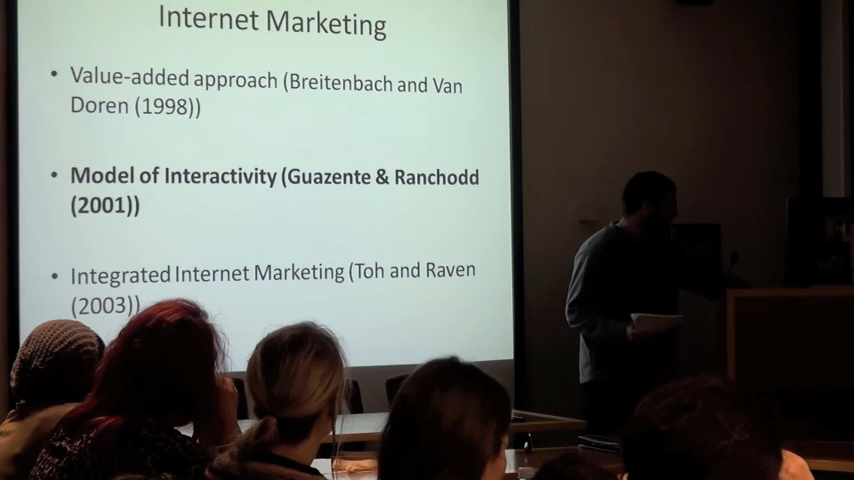 Internet Marketing
• Value-added approach (Breitenbach and Van
Doren (1998))
• Model of Interactivity (Guazente & Ranchodd
(2001))
• Integrated Internet Marketing (Toh and Raven
(2003))